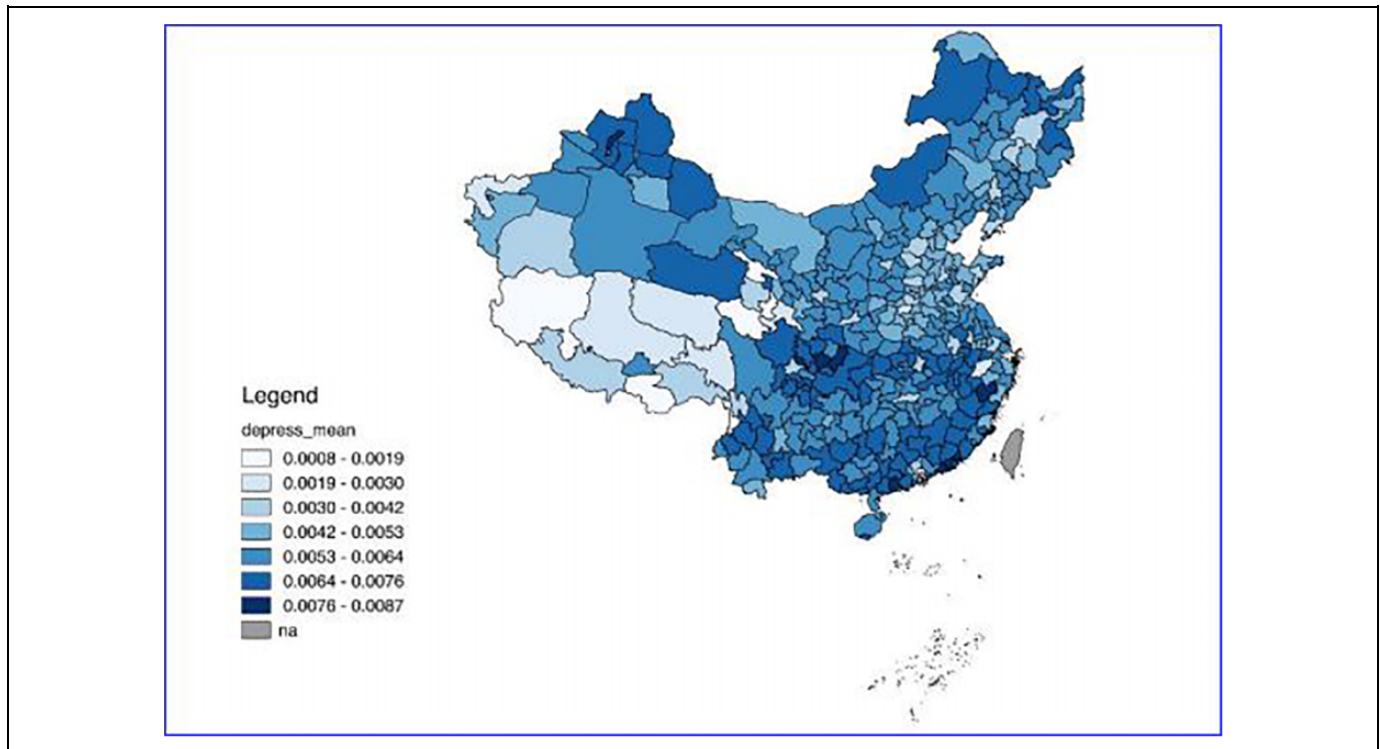 Legend
depress_mean
0.0008 - 0.0019
0.0019 - 0.0030
0.0030 - 0.0042
0.0042 - 0.0053
0.0053 - 0.0064
0.0064 - 0.0076
0.0076 - 0.0087
na